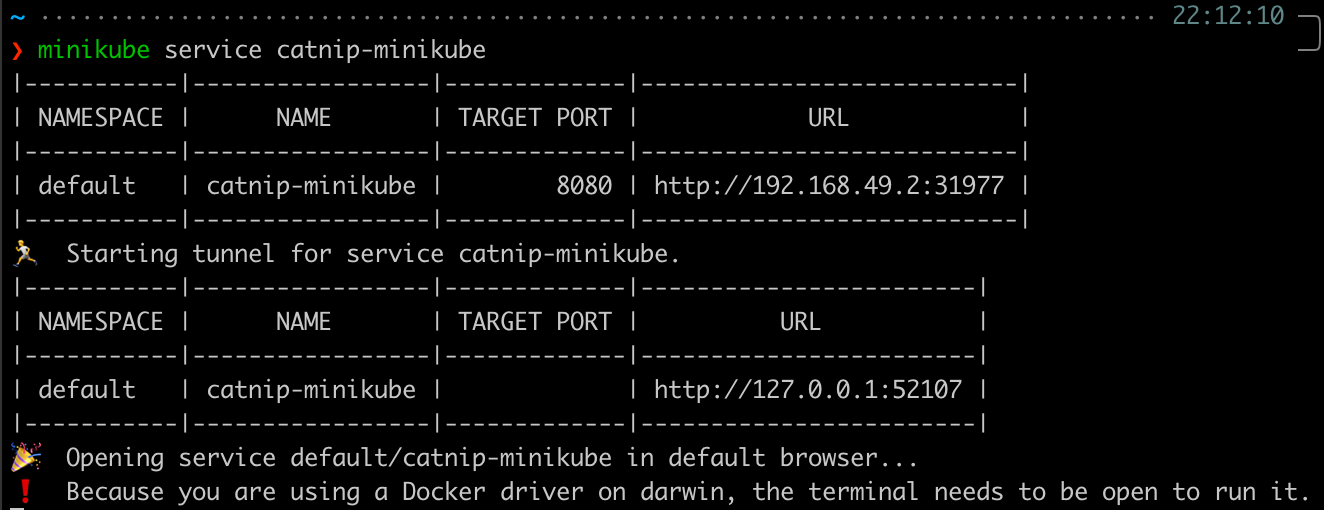 ~ ································································ 22:12:10
❯ minikube service catnip-minikube
|-----------|-----------------|-------------|---------------------------|
| NAMESPACE |      NAME       | TARGET PORT |            URL            |
|-----------|-----------------|-------------|---------------------------|
| default   | catnip-minikube |        8080 | http://192.168.49.2:31977 |
|-----------|-----------------|-------------|---------------------------|
🏃  Starting tunnel for service catnip-minikube.
|-----------|-----------------|-------------|------------------------|
| NAMESPACE |      NAME       | TARGET PORT |          URL           |
|-----------|-----------------|-------------|------------------------|
| default   | catnip-minikube |             | http://127.0.0.1:52107 |
|-----------|-----------------|-------------|------------------------|
🎉  Opening service default/catnip-minikube in default browser...
❗  Because you are using a Docker driver on darwin, the terminal needs to be open to run it.